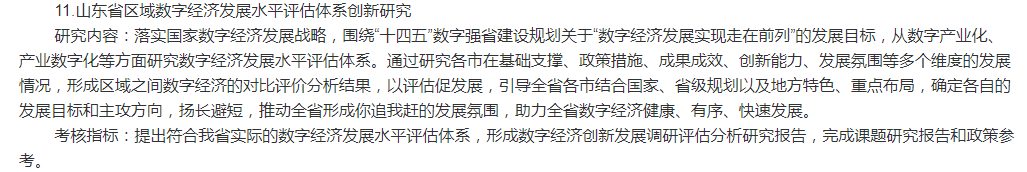 11.山东省区域数字经济发展水平评估体系创新研究
研究内容：落实国家数字经济发展战略，围绕“十四五”数字强省建设规划关于“数字经济发展实现走在前列”的发展目标，从数字产业化、
产业数字化等方面研究数字经济发展水平评估体系。通过研究各市在基础支撑、政策措施、成果成效、创新能力、发展氛围等多个维度的发展
情况，形成区域之间数字经济的对比评价分析结果，以评估促发展，引导全省各市结合国家、省级规划以及地方特色、重点布局，确定各自的
发展目标和主攻方向，扬长避短，推动全省形成你追我赶的发展氛围，助力全省数字经济健康、有序、快速发展。
考核指标：提出符合我省实际的数字经济发展水平评估体系，形成数字经济创新发展调研评估分析研究报告，完成课题研究报告和政策参
考。